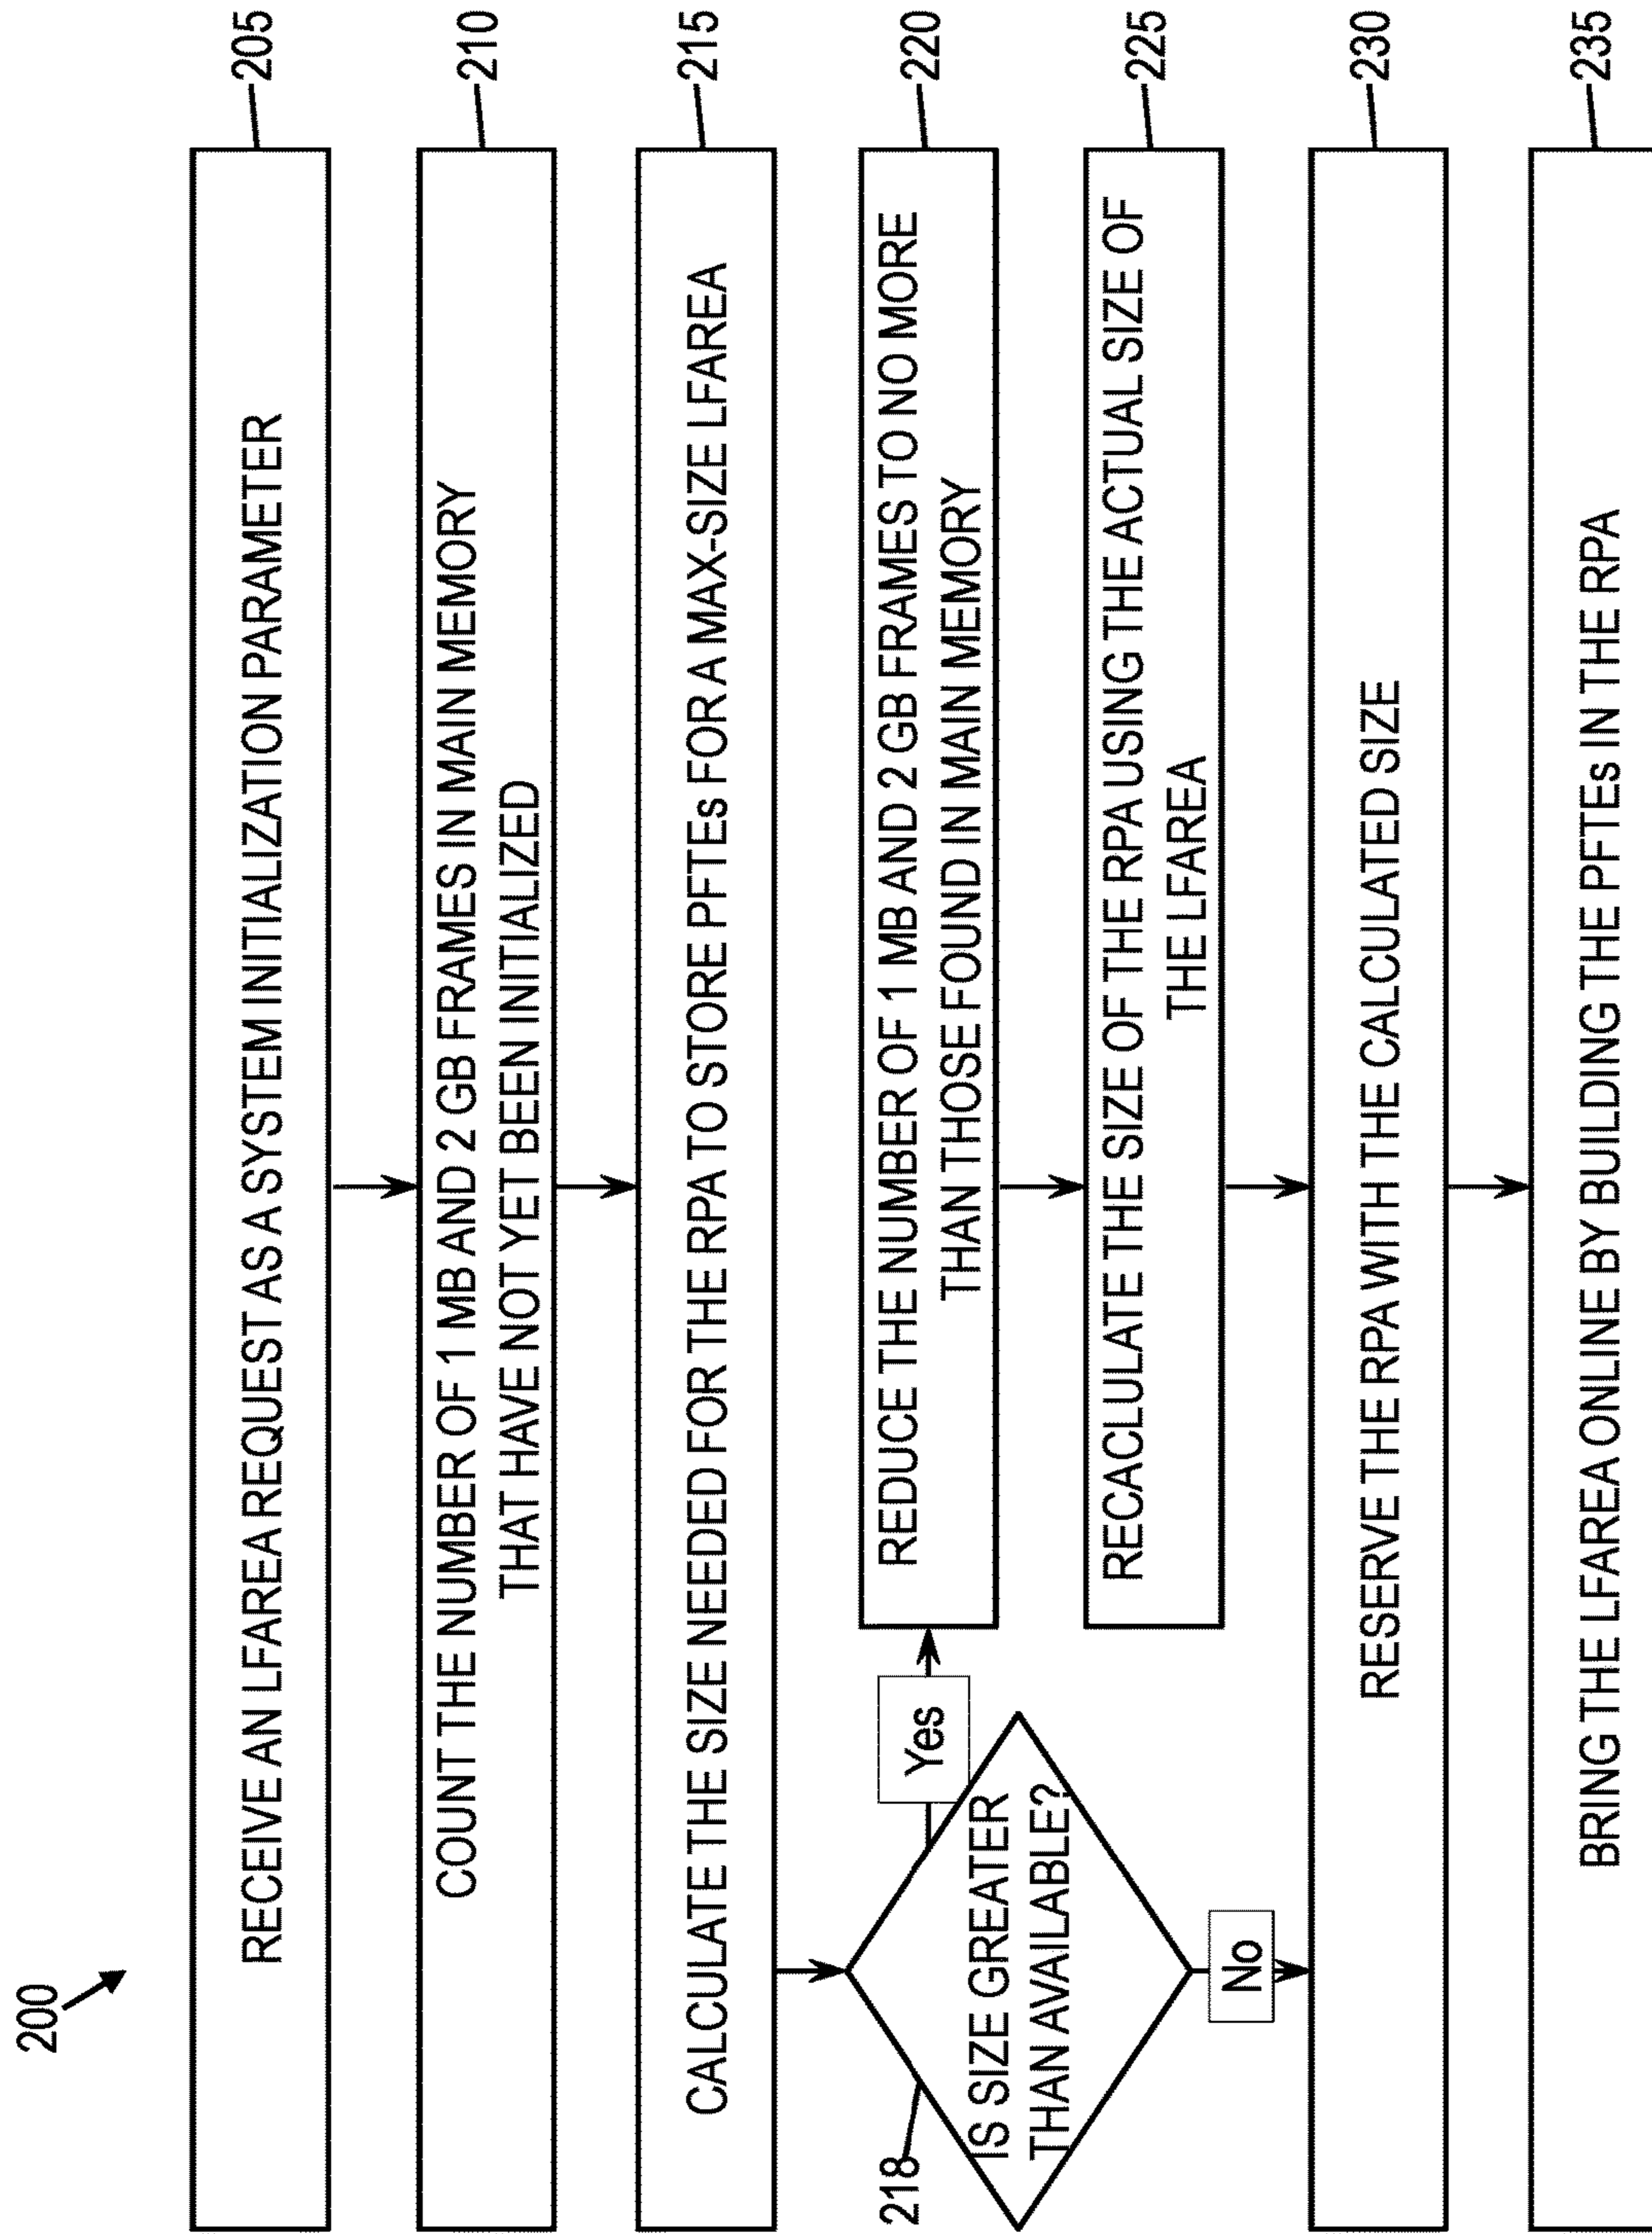 200
RECEIVE AN LFAREA REQUEST AS A SYSTEM INITIALIZATION PARAMETER
205
COUNT THE NUMBER OF 1 MB AND 2 GB FRAMES IN MAIN MEMORY
THAT HAVE NOT YET BEEN INITIALIZED
210
CALCULATE THE SIZE NEEDED FOR THE RPA TO STORE PFTEs FOR A MAX-SIZE LFAREA
215
218
IS SIZE GREATER
THAN AVAILABLE?
Yes
No
REDUCE THE NUMBER OF 1 MB AND 2 GB FRAMES TO NO MORE
THAN THOSE FOUND IN MAIN MEMORY
220
RECACLULATE THE SIZE OF THE RPA USING THE ACTUAL SIZE OF
THE LFAREA
225
RESERVE THE RPA WITH THE CALCULATED SIZE
230
BRING THE LFAREA ONLINE BY BUILDING THE PFTEs IN THE RPA
235